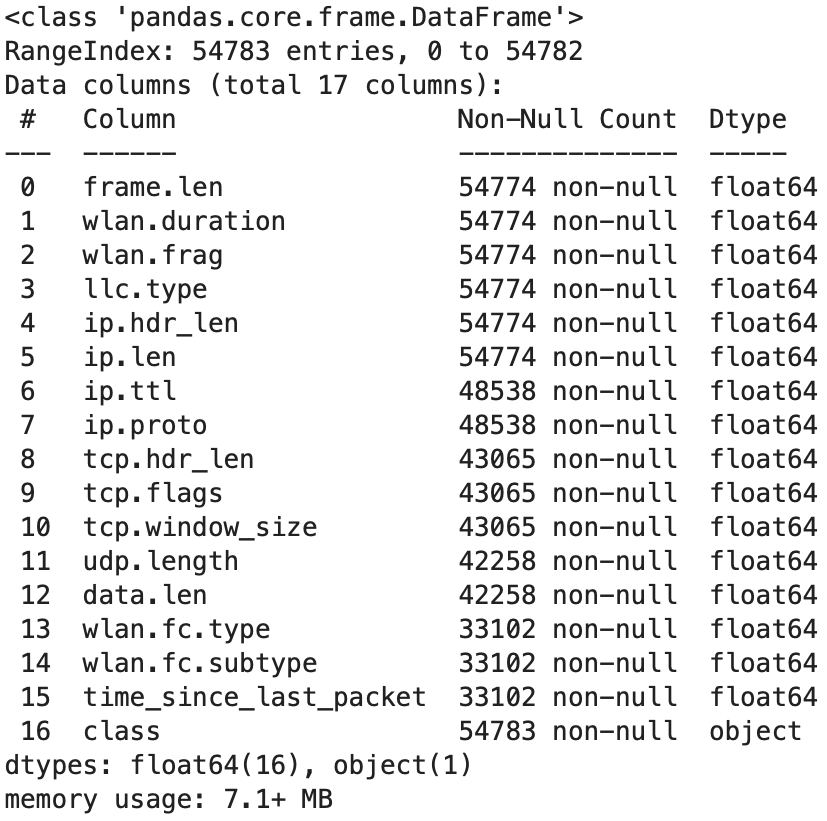 <class 'pandas.core.frame.DataFrame'>
RangeIndex: 54783 entries, 0 to 54782
Data columns (total 17 columns):
 #   Column                  Non-Null Count  Dtype
---  ------                  --------------  -----
 0   frame.len               54774 non-null  float64
 1   wlan.duration           54774 non-null  float64
 2   wlan.frag               54774 non-null  float64
 3   llc.type                54774 non-null  float64
 4   ip.hdr_len              54774 non-null  float64
 5   ip.len                  54774 non-null  float64
 6   ip.ttl                  48538 non-null  float64
 7   ip.proto                48538 non-null  float64
 8   tcp.hdr_len             43065 non-null  float64
 9   tcp.flags               43065 non-null  float64
 10  tcp.window_size         43065 non-null  float64
 11  udp.length              42258 non-null  float64
 12  data.len                42258 non-null  float64
 13  wlan.fc.type            33102 non-null  float64
 14  wlan.fc.subtype         33102 non-null  float64
 15  time_since_last_packet  33102 non-null  float64
 16  class                   54783 non-null  object
dtypes: float64(16), object(1)
memory usage: 7.1+ MB